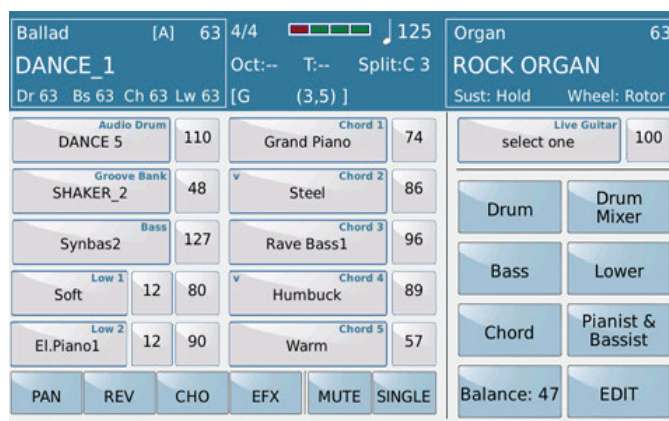 Ballad [A] 63
DANCE_1
Dr 63 Bs 63 Ch 63 Lw 63
4/4 125
Oct:-- T:-- Split:C 3
[G (3,5) ]
Organ 63
ROCK ORGAN
Sust: Hold Wheel: Rotor
Audio Drum
DANCE 5 110
Groove Bank
SHAKER_2 48
Bass
Synbas2 127
Low 1
Soft 12 80
Low 2
El.Piano1 12 90
Chord 1
Grand Piano 74
v Chord 2
Steel 86
Chord 3
Rave Bass1 96
v Chord 4
Humbuck 89
Chord 5
Warm 57
Live Guitar
select one 100
Drum
Drum
Mixer
Bass
Lower
Chord
Pianist &
Bassist
Balance: 47
EDIT
PAN REV CHO EFX MUTE SINGLE